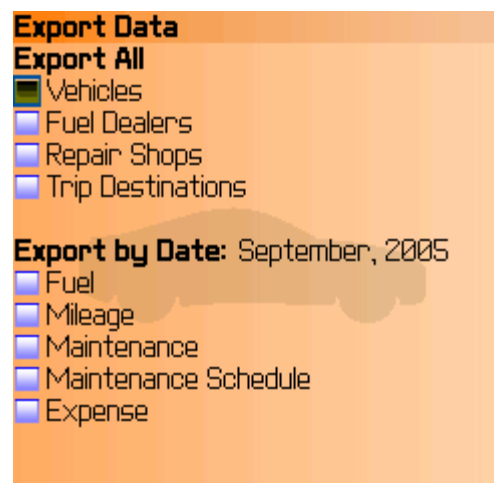 Export Data
Export All
Vehicles
Fuel Dealers
Repair Shops
Trip Destinations
Export by Date: September, 2005
Fuel
Mileage
Maintenance
Maintenance Schedule
Expense